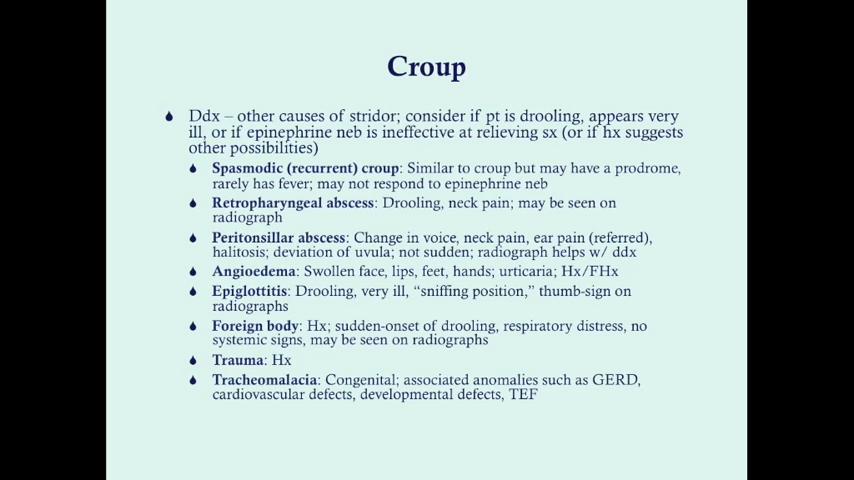 Croup
Ddx – other causes of stridor; consider if pt is drooling, appears very
ill, or if epinephrine neb is ineffective at relieving sx (or if hx suggests
other possibilities)
Spasmodic (recurrent) croup: Similar to croup but may have a prodrome,
rarely has fever; may not respond to epinephrine neb
Retropharyngeal abscess: Drooling, neck pain; may be seen on
radiograph
Peritonsillar abscess: Change in voice, neck pain, ear pain (referred),
halitosis; deviation of uvula; not sudden; radiograph helps w/ ddx
Angioedema: Swollen face, lips, feet, hands; urticaria; Hx/FHx
Epiglottitis: Drooling, very ill, “sniffing position,” thumb-sign on
radiographs
Foreign body: Hx; sudden-onset of drooling, respiratory distress, no
systemic signs, may be seen on radiographs
Trauma: Hx
Tracheomalacia: Congenital; associated anomalies such as GERD,
cardiovascular defects, developmental defects, TEF